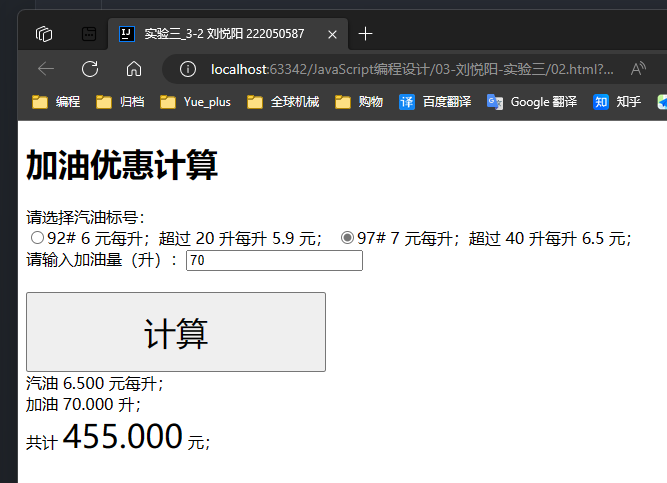 实验三_3-2 刘悦阳 222050587
localhost:63342/JavaScript编程设计/03-刘悦阳-实验三/02.html?...
编程 归档 Yue_plus 全球机械 购物 译 百度翻译 Google 翻译 知 知乎
加油优惠计算
请选择汽油标号：
92# 6 元每升；超过 20 升每升 5.9 元； 97# 7 元每升；超过 40 升每升 6.5 元；
请输入加油量（升）：70
计算
汽油 6.500 元每升；
加油 70.000 升；
共计 455.000 元；